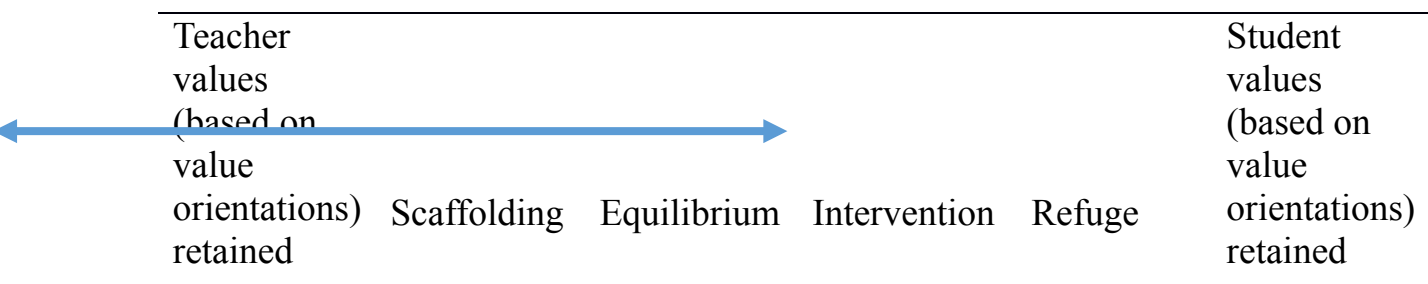 Teacher
values
(based on
value
orientations)
retained
Scaffolding
Equilibrium
Intervention
Refuge
Student
values
(based on
value
orientations)
retained